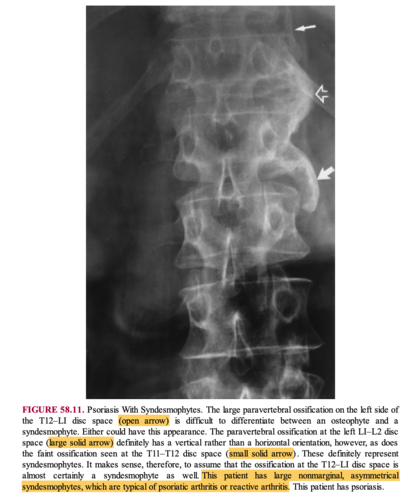 FIGURE 58.11. Psoriasis With Syndesmophytes. The large paravertebral ossification on the left side of
the T12–LI disc space (open arrow) is difficult to differentiate between an osteophyte and a
syndesmophyte. Either could have this appearance. The paravertebral ossification at the left LI–L2 disc
space (large solid arrow) definitely has a vertical rather than a horizontal orientation, however, as does
the faint ossification seen at the T11–T12 disc space (small solid arrow). These definitely represent
syndesmophytes. It makes sense, therefore, to assume that the ossification at the T12–LI disc space is
almost certainly a syndesmophyte as well. This patient has large nonmarginal, asymmetrical
syndesmophytes, which are typical of psoriatic arthritis or reactive arthritis. This patient has psoriasis.